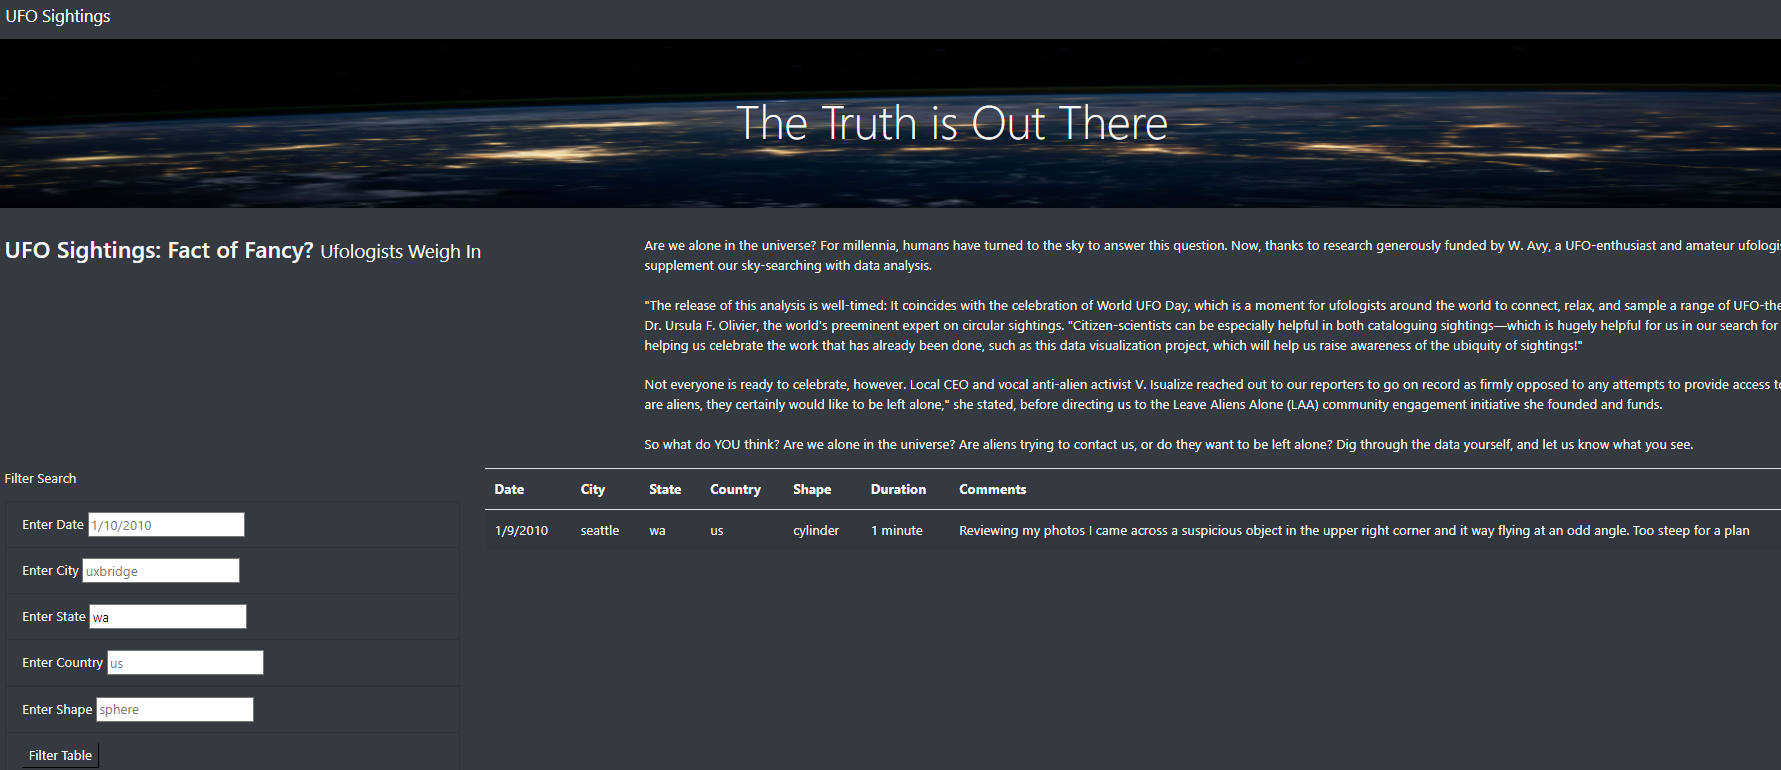 UFO Sightings
The Truth is Out There
UFO Sightings: Fact of Fancy? Ufologists Weigh In
Are we alone in the universe? For millennia, humans have turned to the sky to answer this question. Now, thanks to research generously funded by W. Avy, a UFO-enthusiast and amateur
supplement our sky-searching with data analysis.
"The release of this analysis is well-timed: It coincides with the celebration of World UFO Day, which is a moment for ufologists around the world to connect, relax, and sample a range of
Dr. Ursula F. Olivier, the world's preeminent expert on circular sightings. "Citizen-scientists can be especially helpful in both cataloguing sightings—which is hugely helpful for us in our search for
helping us celebrate the work that has already been done, such as this data visualization project, which will help us raise awareness of the ubiquity of sightings!"
Not everyone is ready to celebrate, however. Local CEO and vocal anti-alien activist V. Isualize reached out to our reporters to go on record as firmly opposed to any attempts to provide access
are aliens, they certainly would like to be left alone," she stated, before directing us to the Leave Aliens Alone (LAA) community engagement initiative she founded and funds.
So what do YOU think? Are we alone in the universe? Are aliens trying to contact us, or do they want to be left alone? Dig through the data yourself, and let us know what you see.
Filter Search
Date City State Country Shape Duration Comments
1/9/2010 seattle wa us cylinder 1 minute Reviewing my photos I came across a suspicious object in the upper right corner and it way flying at an odd angle. Too steep for a plan
Enter Date 1/10/2010
Enter City uxbridge
Enter State wa
Enter Country us
Enter Shape sphere
Filter Table